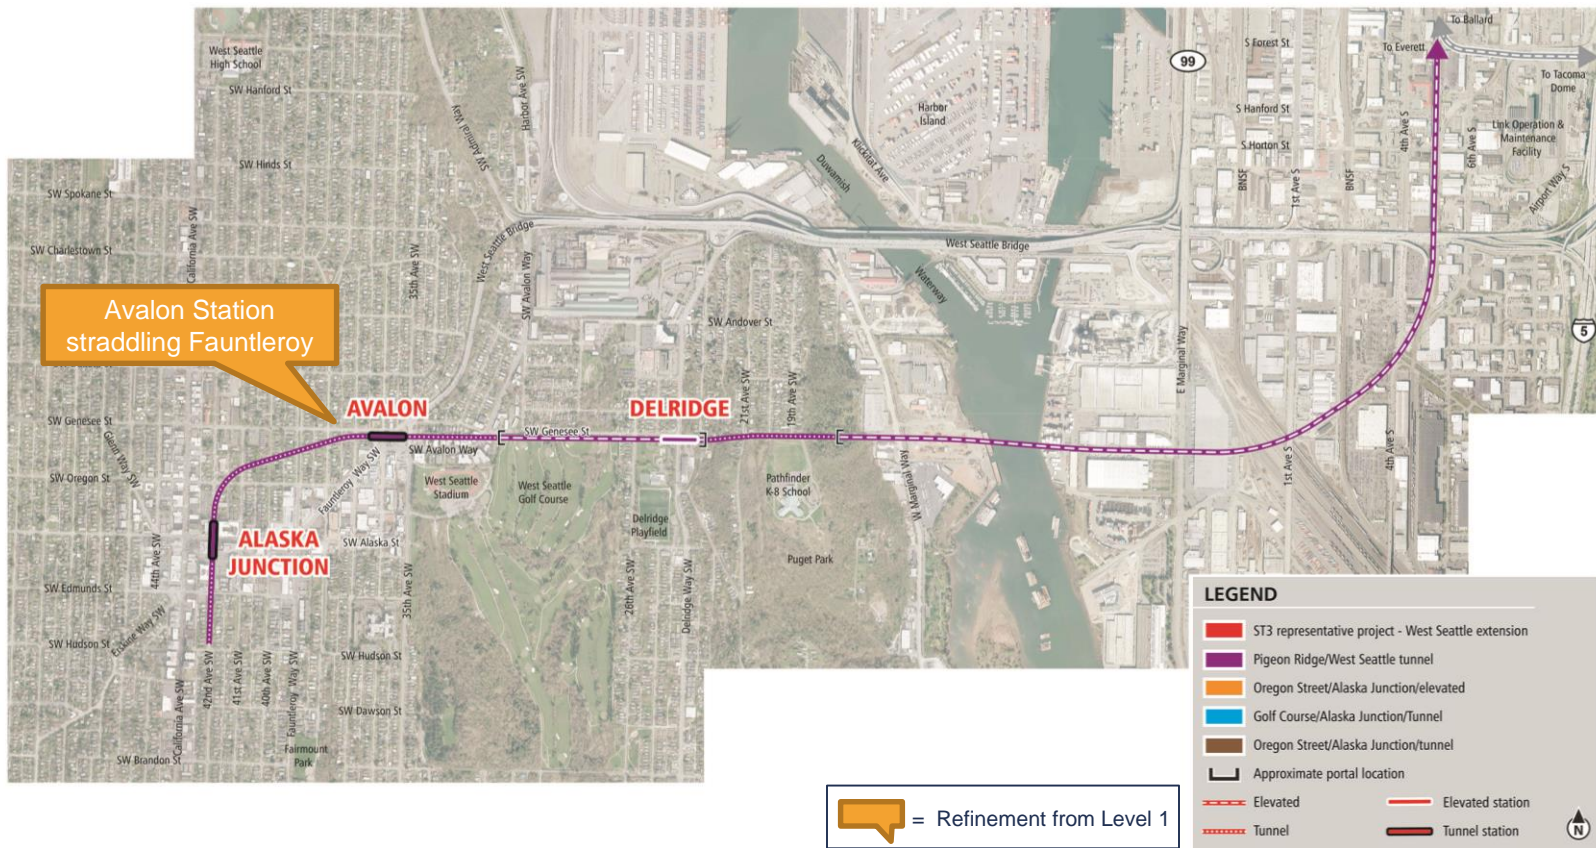 To Ballard
West Seattle
High School
S Forest St
To Everett
99
To Tacoma
Dome
SW Hanford St
Harbor Ave SW
SW Admiral Way
Harbor
Island
S Hanford St
4th Ave S
6th Ave S
Link Operation &
Maintenance
Facility
S Horton St
Klickitat Ave
Duwamish
SW Hinds St
BNSF
1st Ave S
BNSF
Airport Way S
SW Spokane St
California Ave SW
SW Charlestown St
35th Ave SW
West Seattle Bridge
SW Avalon Way
West Seattle Bridge
Waterway
Avalon Station
straddling Fauntleroy
SW Andover St
E Marginal Way
5
AVALON
DELRIDGE
21st Ave SW
19th Ave SW
SW Genesee St
SW Genesee St
Glenn Way SW
SW Avalon Way
SW Oregon St
Fauntleroy Way SW
West Seattle
Stadium
West Seattle
Golf Course
Pathfinder
K-8 School
W Marginal Way
1st Ave S
4th Ave S
Delridge
Playfield
ALASKA
JUNCTION
SW Alaska St
44th Ave SW
Puget Park
SW Edmunds St
35th Ave SW
26th Ave SW
Delridge Way SW
SW Hudson St
Erskine Way SW
SW Hudson St
42nd Ave SW
41st Ave SW
40th Ave SW
Fauntleroy Way SW
California Ave SW
SW Dawson St
SW Brandon St
Fairmount
Park
LEGEND
ST3 representative project - West Seattle extension
Pigeon Ridge/West Seattle tunnel
Oregon Street/Alaska Junction/elevated
Golf Course/Alaska Junction/Tunnel
Oregon Street/Alaska Junction/tunnel
Approximate portal location
Elevated
Elevated station
Tunnel
Tunnel station
N
= Refinement from Level 1